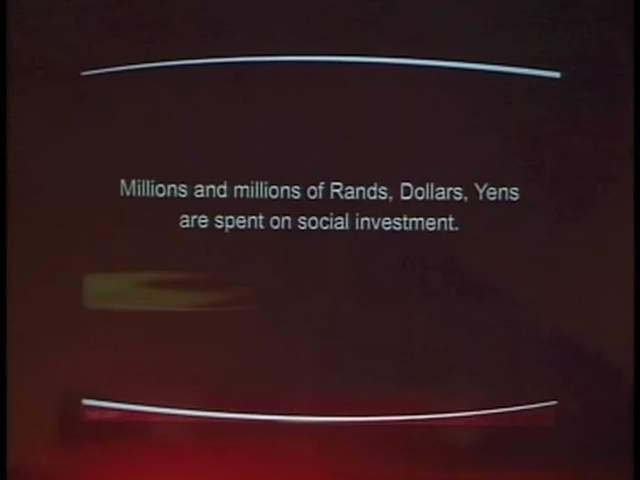 Millions and millions of Rands, Dollars, Yens
are spent on social investment.